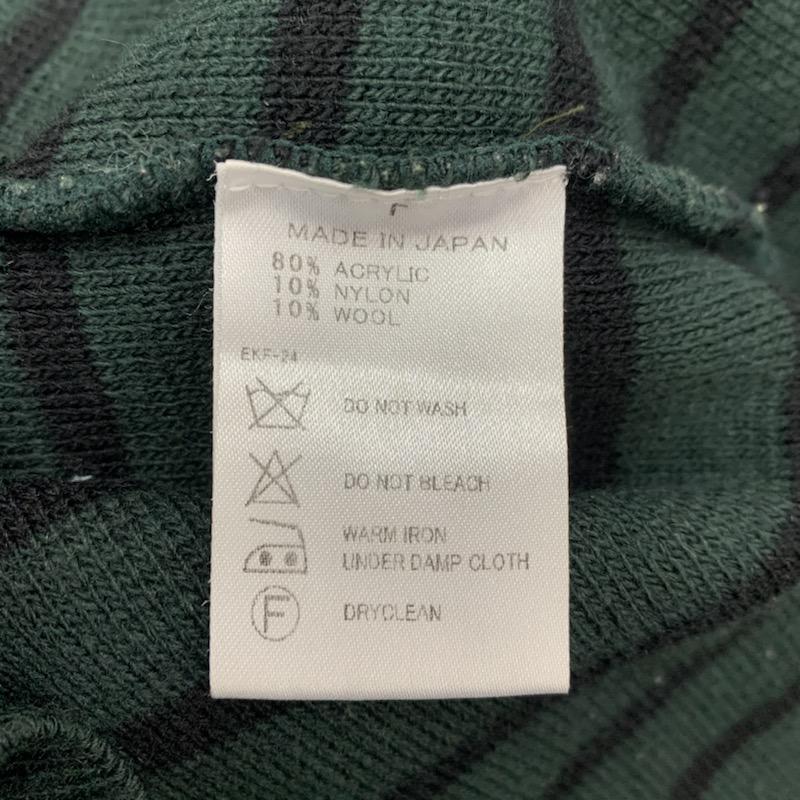 MADE IN JAPAN
80% ACRYLIC
10% NYLON
10% WOOL
EKF-24
DO NOT WASH
DO NOT BLEACH
WARM IRON
UNDER DAMP CLOTH
F DRYCLEAN